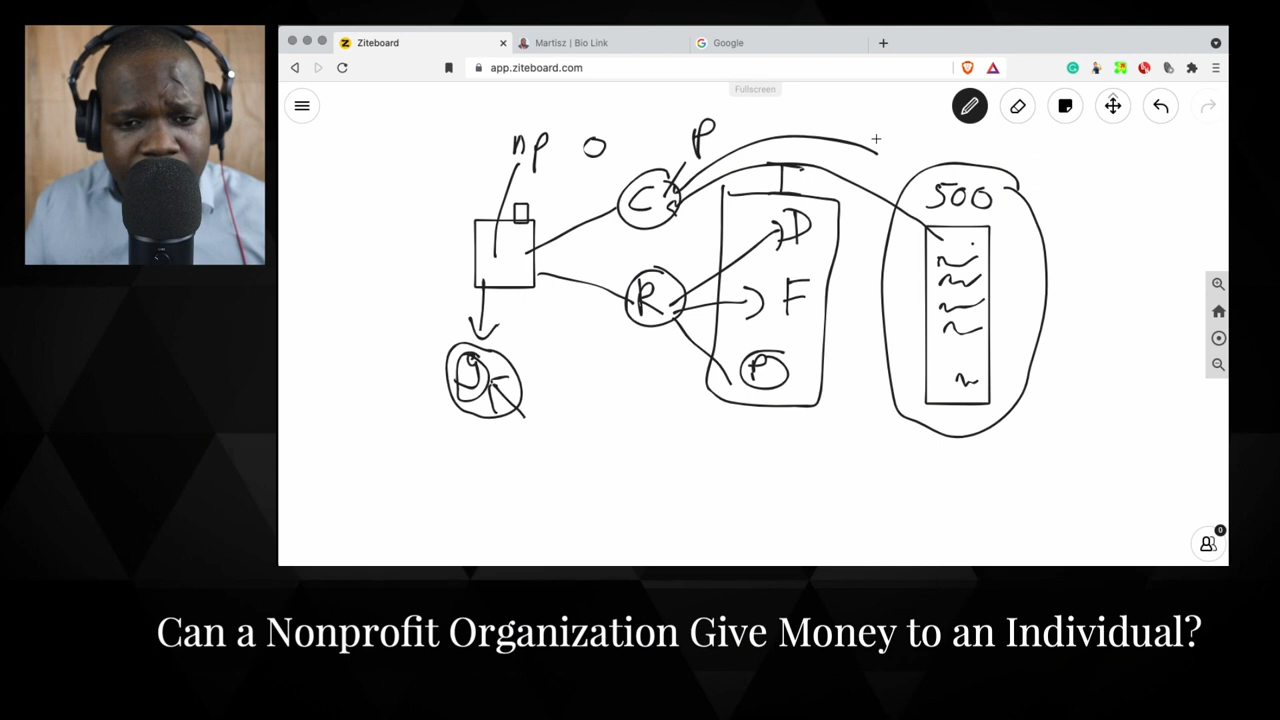 Ziteboard
Martisz | Bio Link
Google
app.ziteboard.com
Fullscreen
np o
P
C
500
I
D
R
F
P
0
Can a Nonprofit Organization Give Money to an Individual?